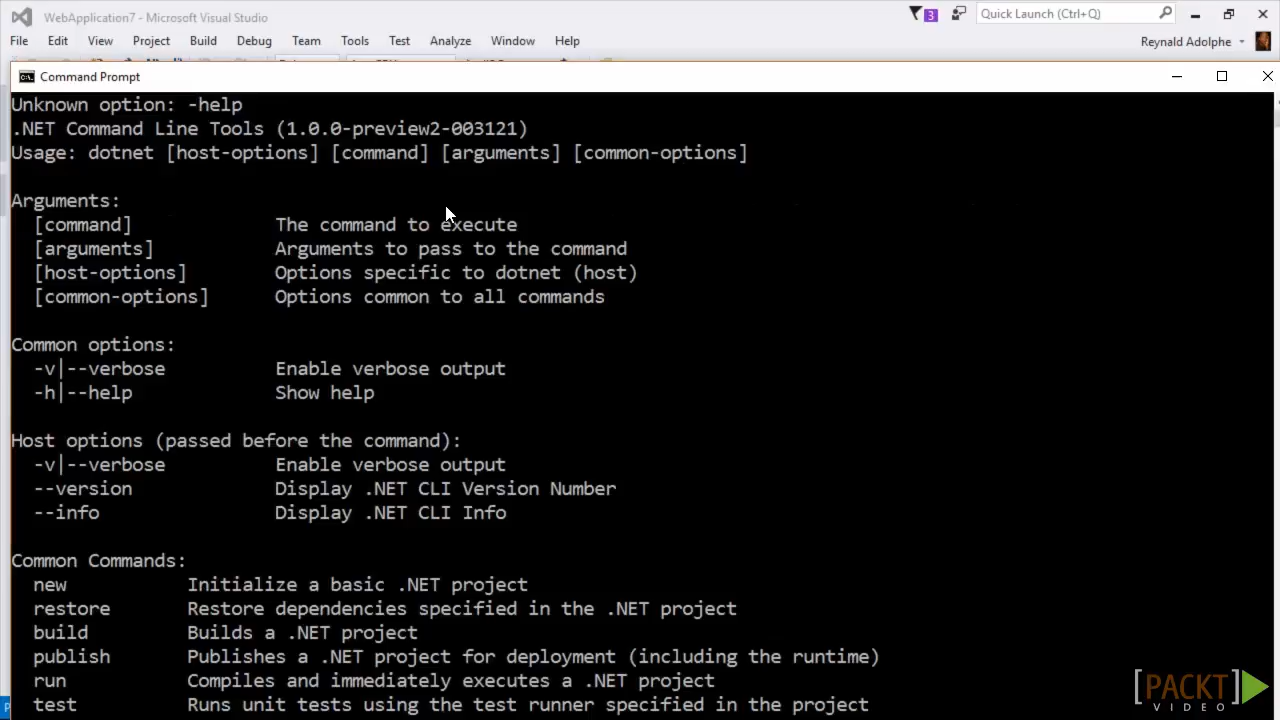 WebApplication7 - Microsoft Visual Studio
3
Quick Launch (Ctrl+Q)
File Edit View Project Build Debug Team Tools Test Analyze Window Help
Reynald Adolphe
Command Prompt
Unknown option: -help
.NET Command Line Tools (1.0.0-preview2-003121)
Usage: dotnet [host-options] [command] [arguments] [common-options]
Arguments:
[command] The command to execute
[arguments] Arguments to pass to the command
[host-options] Options specific to dotnet (host)
[common-options] Options common to all commands
Common options:
-v|--verbose Enable verbose output
-h|--help Show help
Host options (passed before the command):
-v|--verbose Enable verbose output
--version Display .NET CLI Version Number
--info Display .NET CLI Info
Common Commands:
new Initialize a basic .NET project
restore Restore dependencies specified in the .NET project
build Builds a .NET project
publish Publishes a .NET project for deployment (including the runtime)
run Compiles and immediately executes a .NET project
test Runs unit tests using the test runner specified in the project
[PACKT]
VIDEO